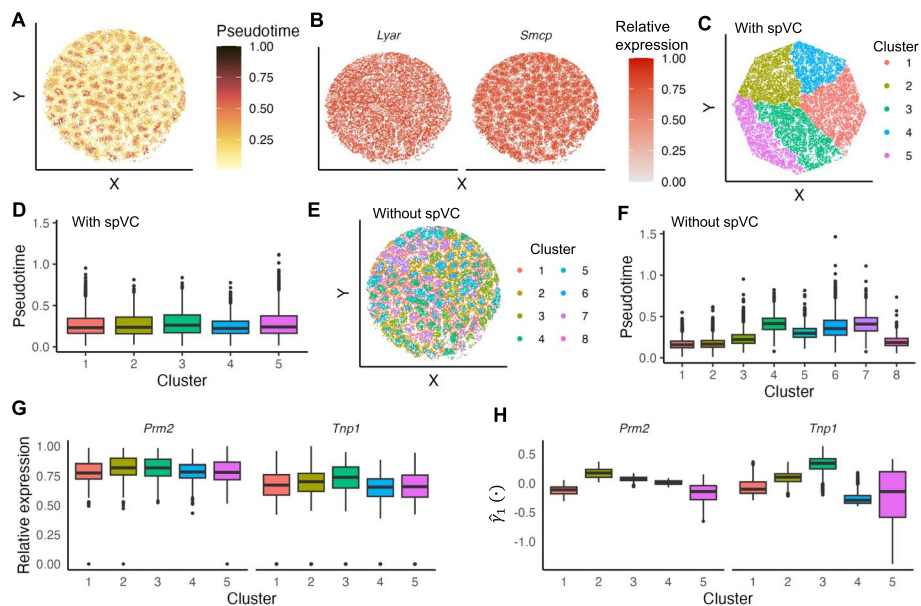 A
Pseudotime
1.00
0.75
0.50
0.25
Y
X
B
Lyar
Smcp
Y
X
X
Relative
expression
1.00
0.75
0.50
0.25
0.00
C
With spVC
Cluster
1
2
3
4
5
Y
X
D
With spVC
Pseudotime
1.5
1.0
0.5
0.0
1 2 3 4 5
Cluster
E
Without spVC
Cluster
1 5
2 6
3 7
4 8
Y
X
F
Without spVC
Pseudotime
1.5
1.0
0.5
0.0
1 2 3 4 5 6 7 8
Cluster
G
Prm2
Tnp1
Relative expression
1.00
0.75
0.50
0.25
0.00
1 2 3 4 5
1 2 3 4 5
Cluster
H
Prm2
Tnp1
γ̂₁ (·)
0.5
0.0
-0.5
-1.0
1 2 3 4 5
1 2 3 4 5
Cluster